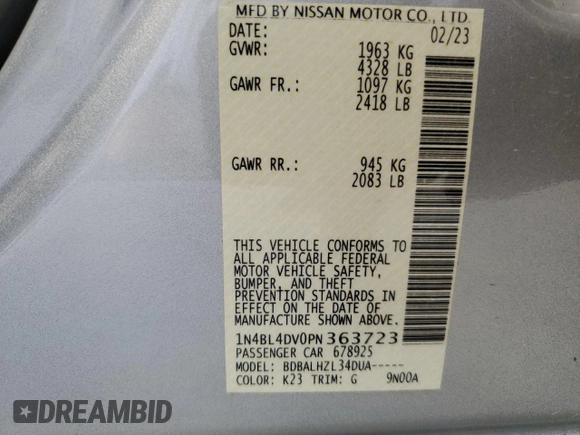 MFD BY NISSAN MOTOR CO., LTD.
DATE: 02/23
GVWR: 1963 KG
4328 LB
GAWR FR.: 1097 KG
2418 LB
GAWR RR.: 945 KG
2083 LB
THIS VEHICLE CONFORMS TO
ALL APPLICABLE FEDERAL
MOTOR VEHICLE SAFETY,
BUMPER, AND THEFT
PREVENTION STANDARDS IN
EFFECT ON THE DATE OF
MANUFACTURE SHOWN ABOVE.
1N4BL4DV0PN363723
PASSENGER CAR 678925
MODEL: BDBALHZL34DUA-----
COLOR: K23 TRIM: G 9N00A
DREAMBID